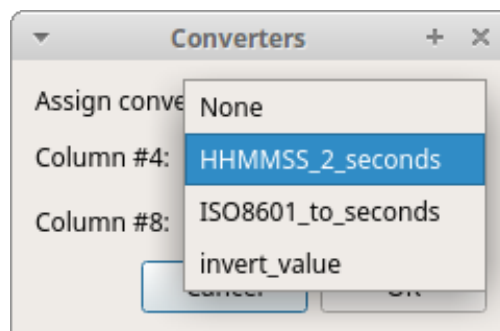 Converters
Assign conve
None
Column #4:
HHMMSS_2_seconds
ISO8601_to_seconds
Column #8:
invert_value